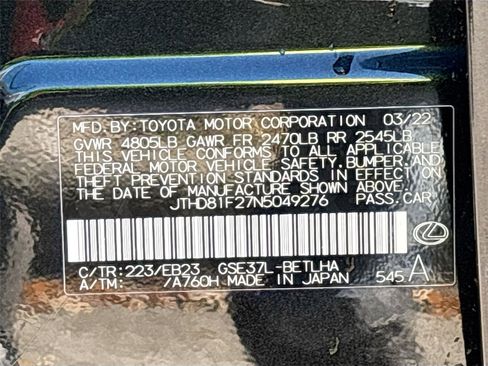 MFD.BY:TOYOTA MOTOR CORPORATION 03/22
GVWR 4805LB GAWR FR 2470LB RR 2545LB
THIS VEHICLE CONFORMS TO ALL APPLICABLE
FEDERAL MOTOR VEHICLE SAFETY,BUMPER,AND
THEFT PREVENTION STANDARDS IN EFFECT ON
THE DATE OF MANUFACTURE SHOWN ABOVE.
JTHD81F27N5049276 PASS.CAR
C/TR:223/EB23 GSE37L-BETLHA
A/TM: /A760H MADE IN JAPAN 545 A